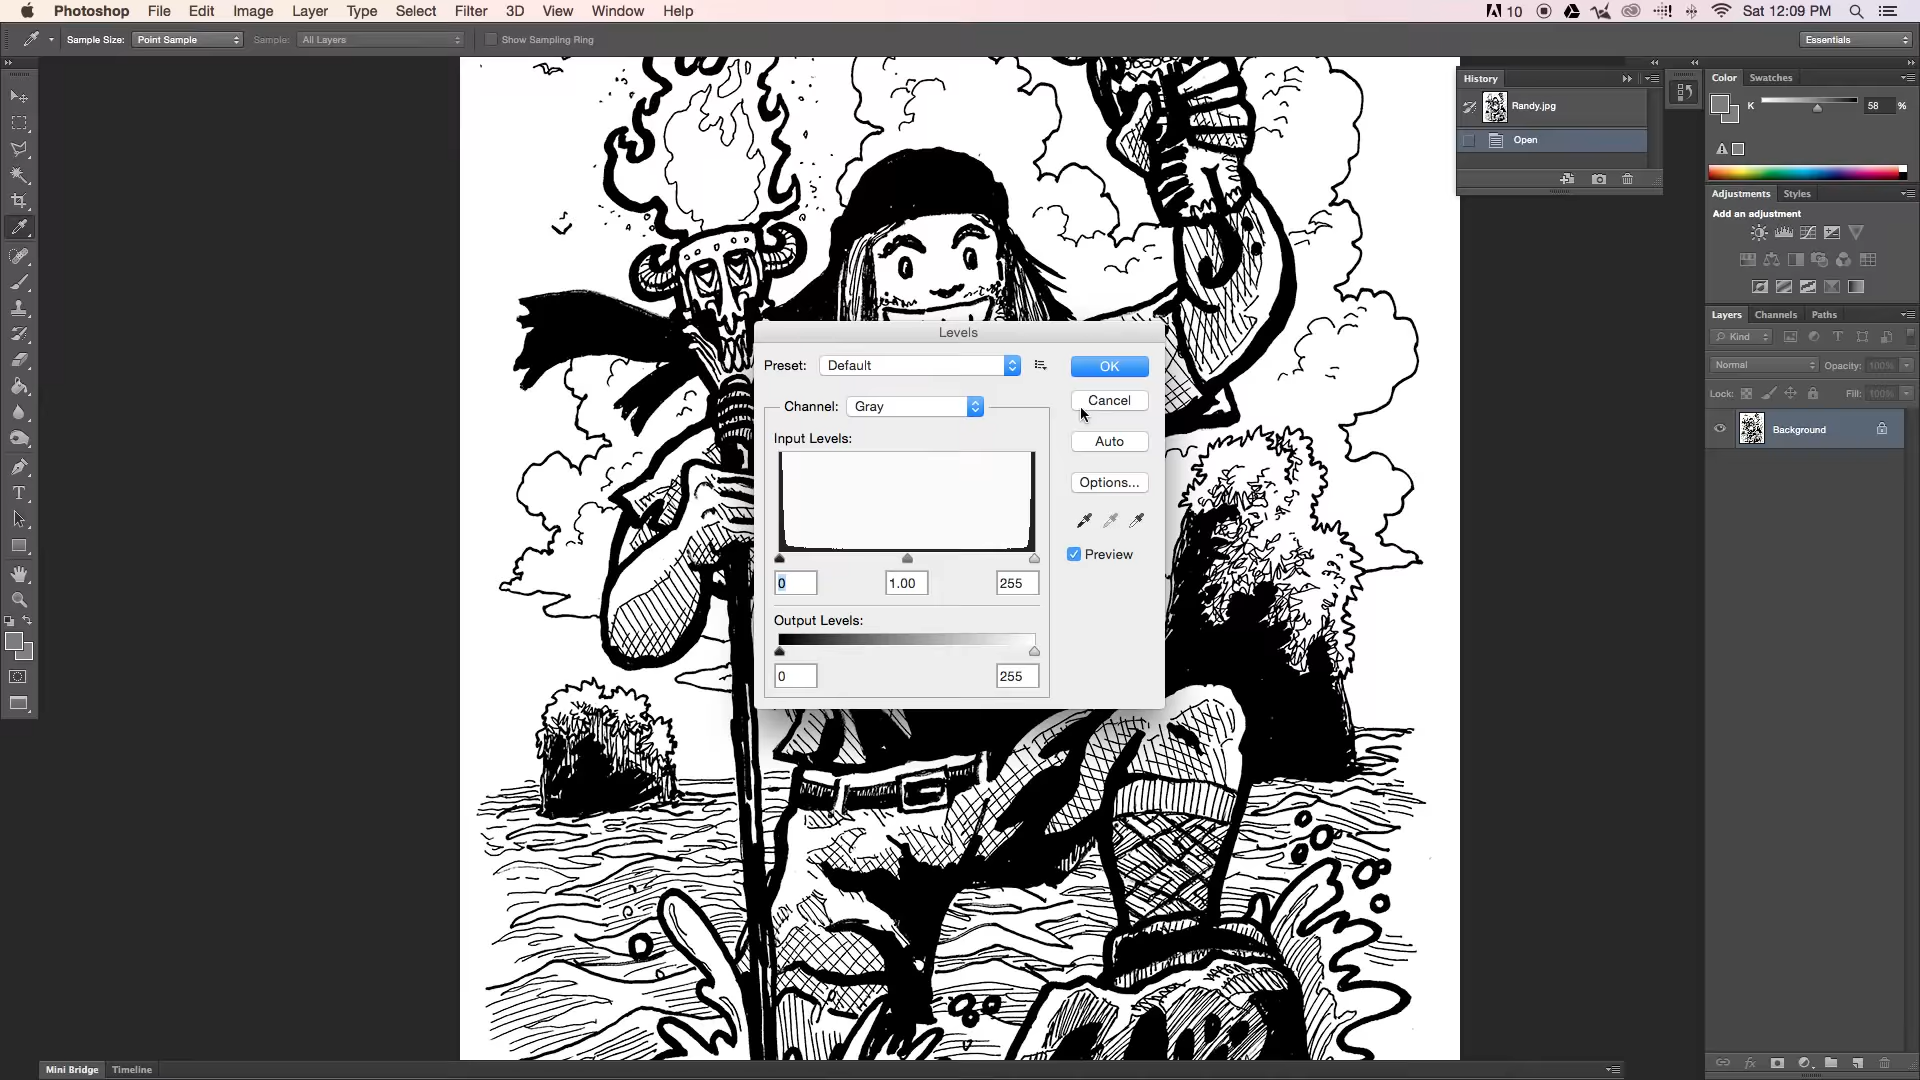 Photoshop File Edit Image Layer Type Select Filter 3D View Window Help
10 Sat 12:09 PM
Sample Size: Point Sample Sample: All Layers Show Sampling Ring Essentials
History
Randy.jpg
Open
Color Swatches
K 58 %
Adjustments Styles
Add an adjustment
Layers Channels Paths
Kind
Normal Opacity: 100%
Lock: Fill: 100%
Background
Levels
Preset: Default OK
Cancel
Channel: Gray
Input Levels: Auto
Options...
Preview
0 1.00 255
Output Levels:
0 255
Mini Bridge Timeline